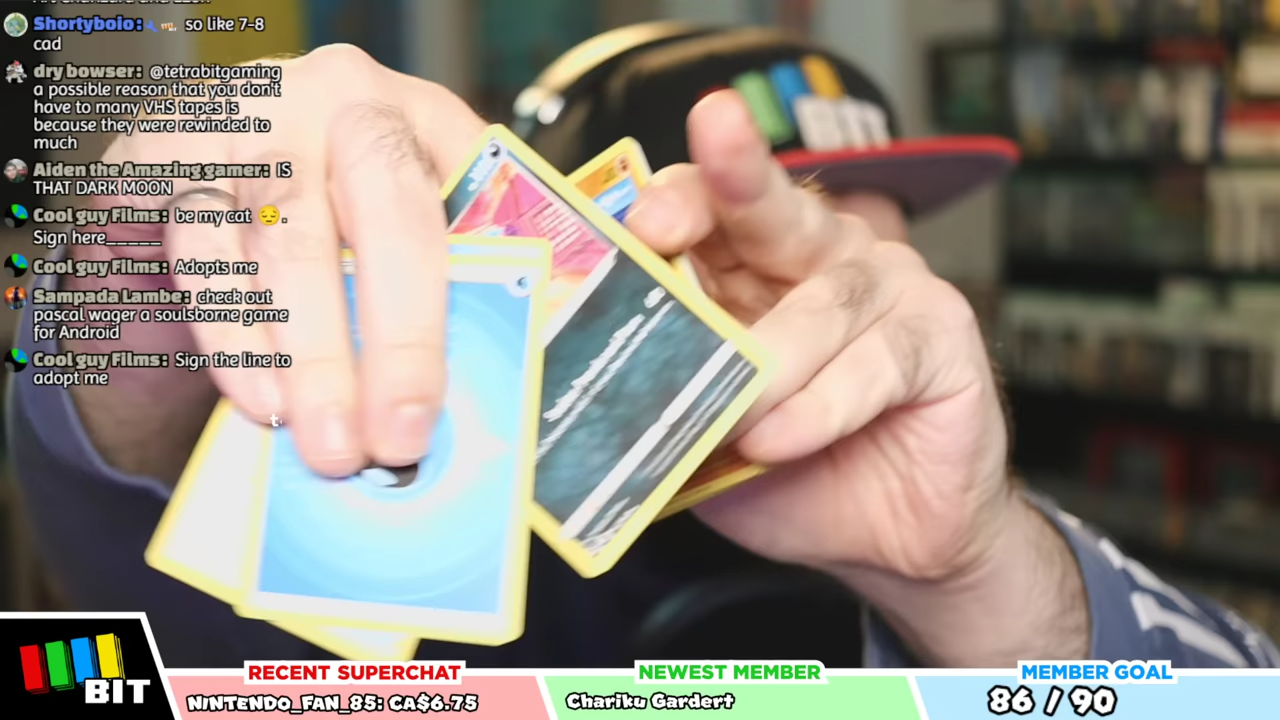 Shortyboio: so like 7-8
cad
dry bowser: @tetrabitgaming
a possible reason that you don't
have to many VHS tapes is
because they were rewinded to
much
Aiden the Amazing gamer: IS
THAT DARK MOON
Cool guy Films: be my cat 😔.
Sign here_____
Cool guy Films: Adopts me
Sampada Lambe: check out
pascal wager a soulsborne game
for Android
Cool guy Films: Sign the line to
adopt me
BIT
RECENT SUPERCHAT
NINTENDO_FAN_85: CA$6.75
NEWEST MEMBER
Chariku Gardert
MEMBER GOAL
86 / 90